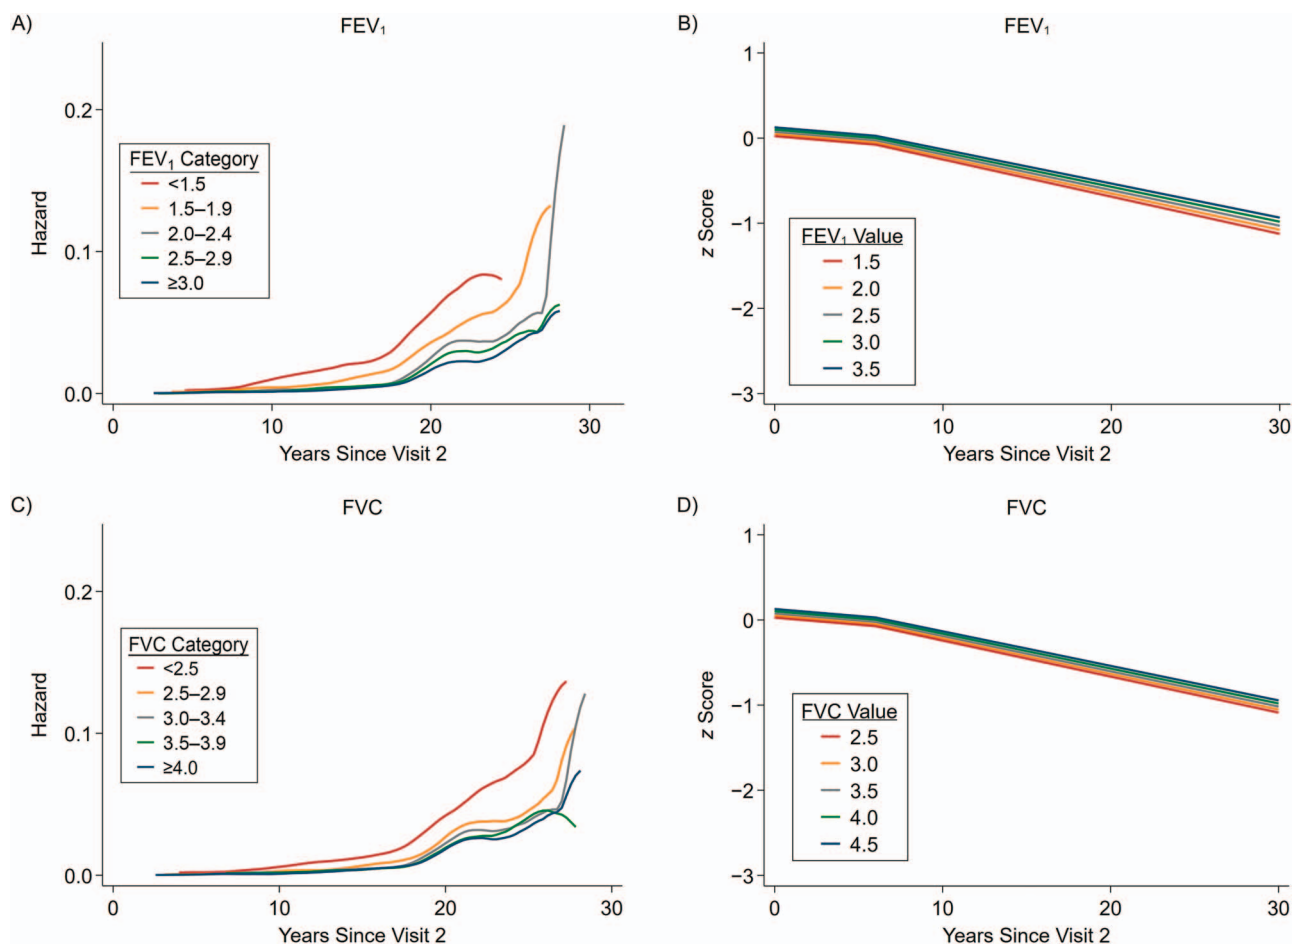 A)
FEV₁
Hazard
0.2
0.1
0.0
FEV₁ Category
<1.5
1.5–1.9
2.0–2.4
2.5–2.9
≥3.0
0 10 20 30
Years Since Visit 2
B)
FEV₁
z Score
1
0
−1
−2
−3
FEV₁ Value
1.5
2.0
2.5
3.0
3.5
0 10 20 30
Years Since Visit 2
C)
FVC
Hazard
0.2
0.1
0.0
FVC Category
<2.5
2.5–2.9
3.0–3.4
3.5–3.9
≥4.0
0 10 20 30
Years Since Visit 2
D)
FVC
z Score
1
0
−1
−2
−3
FVC Value
2.5
3.0
3.5
4.0
4.5
0 10 20 30
Years Since Visit 2